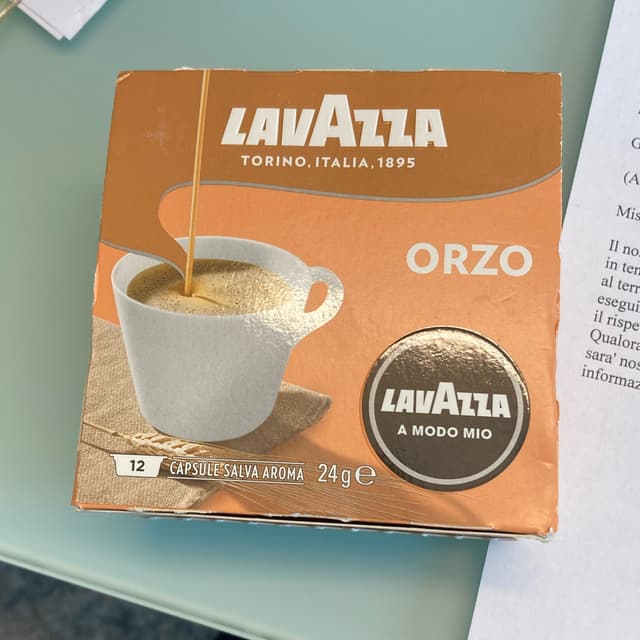 LAVAZZA
TORINO, ITALIA, 1895
ORZO
LAVAZZA
A MODO MIO
12 CAPSULE SALVA AROMA 24g℮
G
(A
Mis
Il no
in ten
al terr
esegui
il rispe
Qualora
sara' nos
informaz